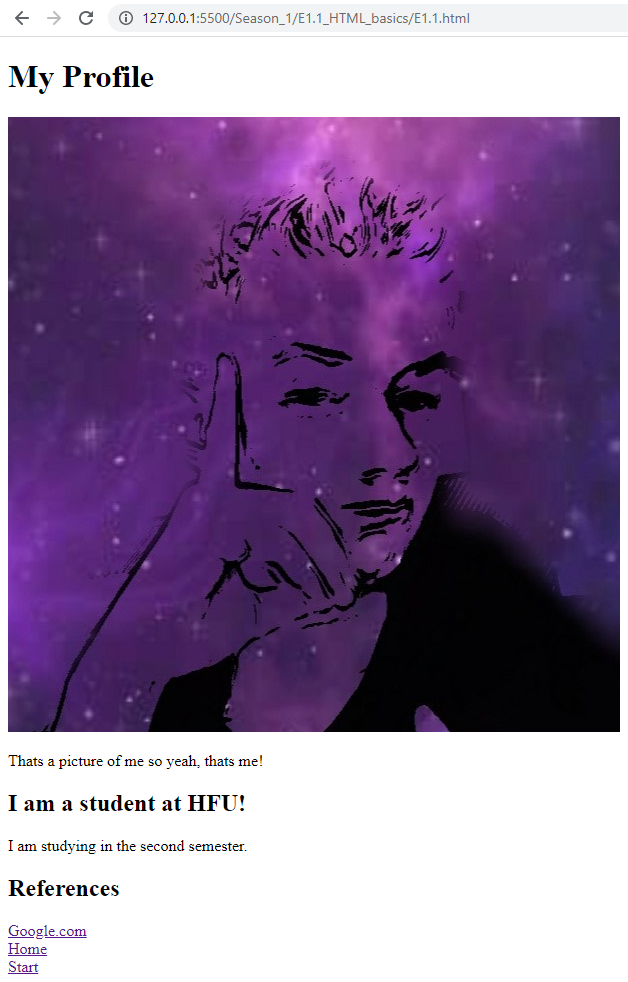 127.0.0.1:5500/Season_1/E1.1_HTML_basics/E1.1.html
My Profile
Thats a picture of me so yeah, thats me!
I am a student at HFU!
I am studying in the second semester.
References
Google.com
Home
Start